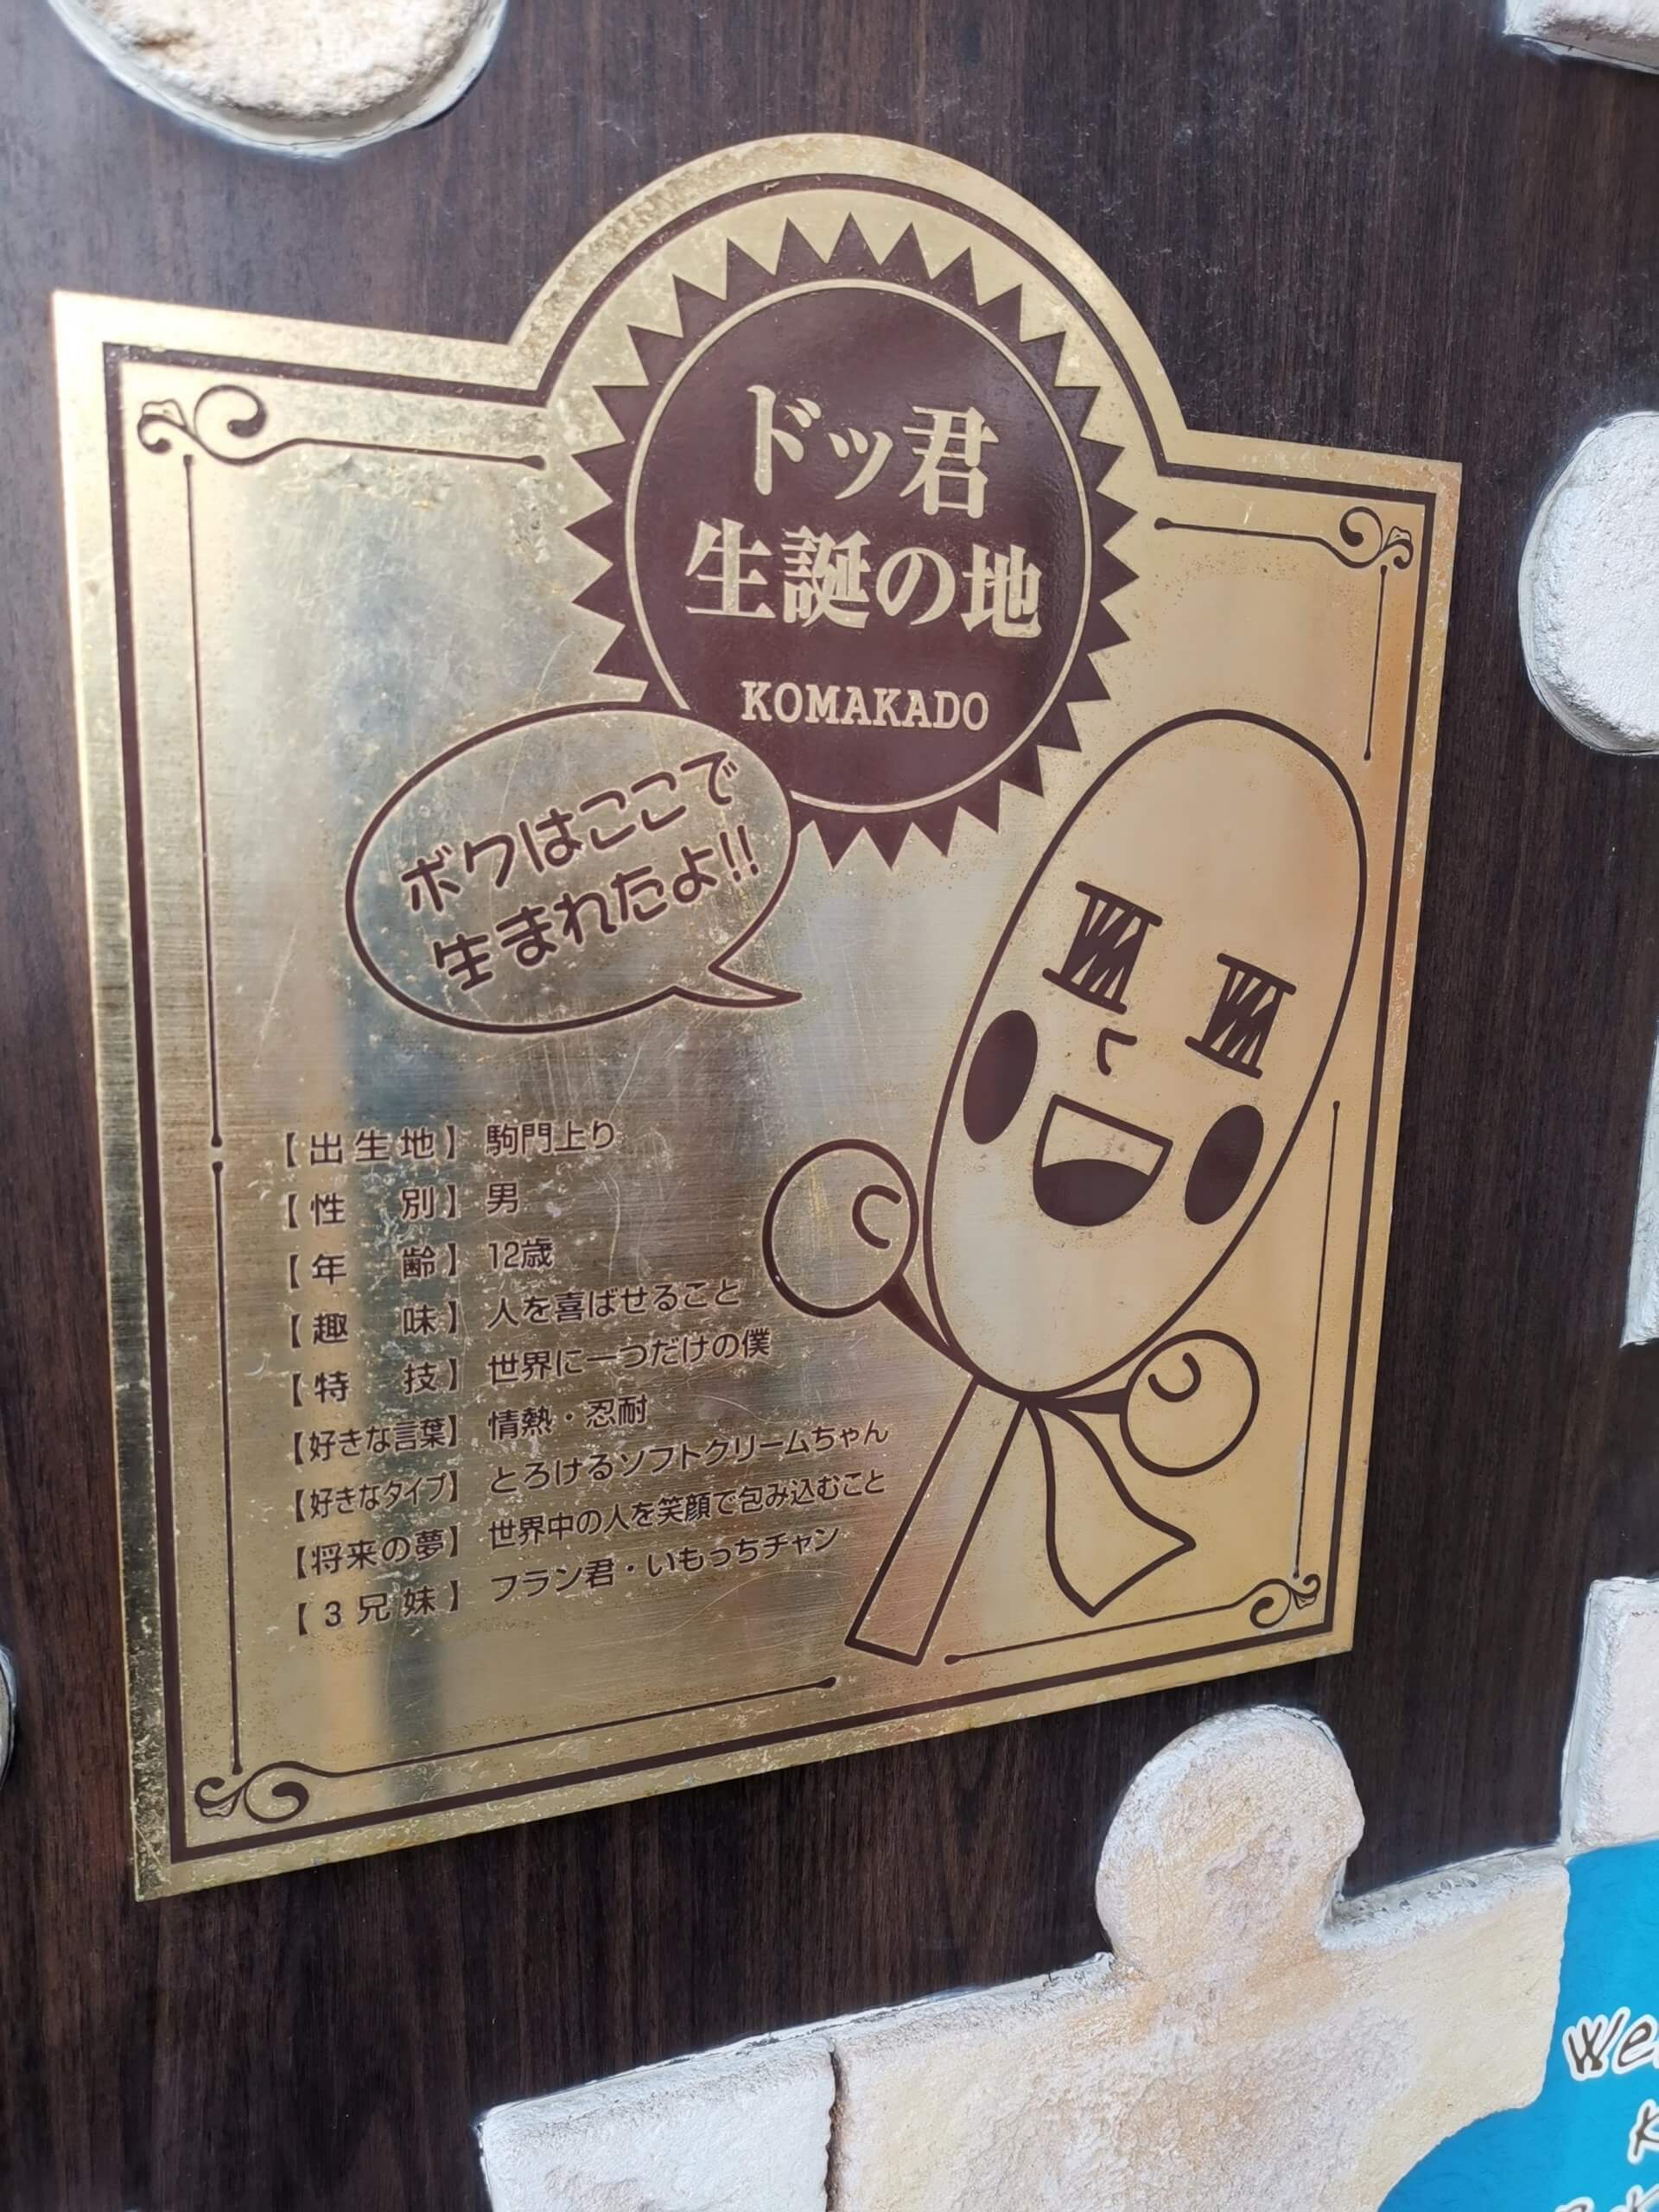 ドッ君
生誕の地
KOMAKADO
ボクはここで
生まれたよ!!
【出生地】 駒門上り
【性　別】 男
【年　齢】 12歳
【趣　味】 人を喜ばせること
【特　技】 世界に一つだけの僕
【好きな言葉】 情熱・忍耐
【好きなタイプ】 とろけるソフトクリームちゃん
【将来の夢】 世界中の人を笑顔で包み込むこと
【3兄妹】 フラン君・いもっちチャン